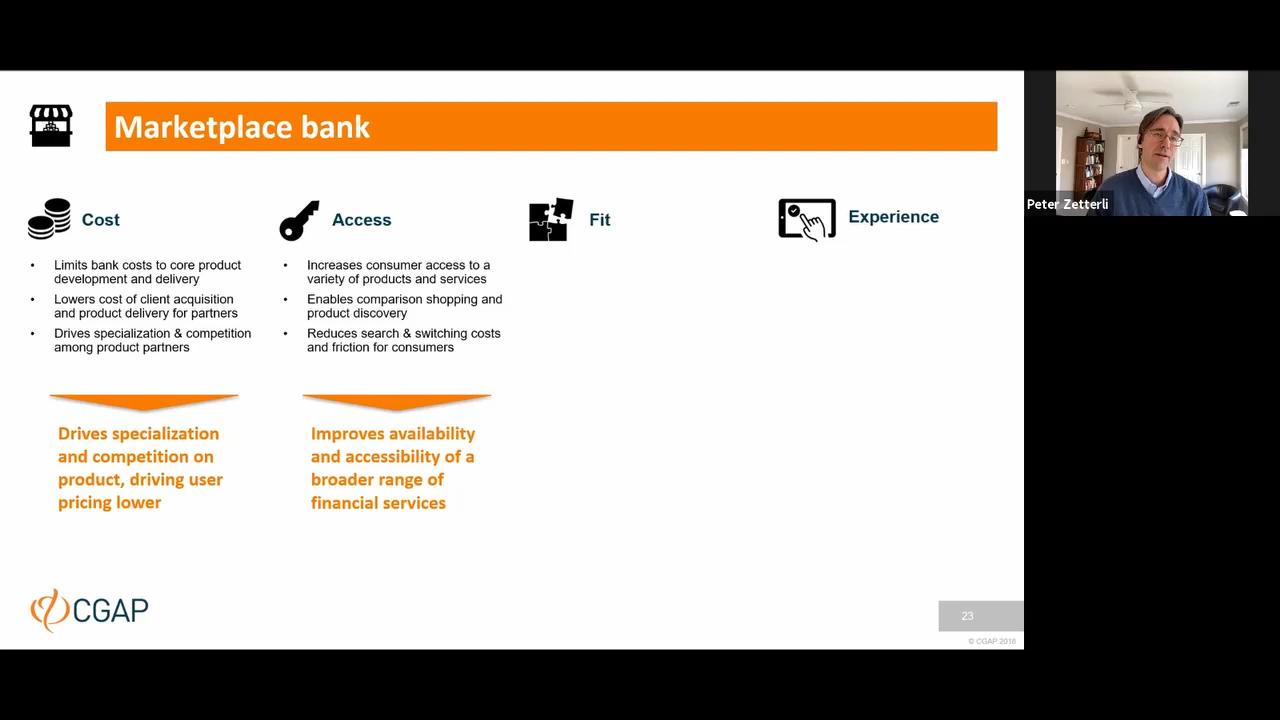 Marketplace bank
Cost
• Limits bank costs to core product
development and delivery
• Lowers cost of client acquisition
and product delivery for partners
• Drives specialization & competition
among product partners
Drives specialization
and competition on
product, driving user
pricing lower
Access
• Increases consumer access to a
variety of products and services
• Enables comparison shopping and
product discovery
• Reduces search & switching costs
and friction for consumers
Improves availability
and accessibility of a
broader range of
financial services
Fit
Experience
CGAP
23
© CGAP 2018
Peter Zetterli